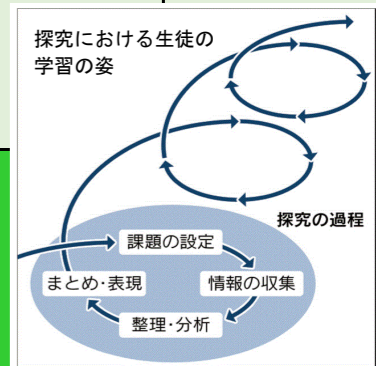 探究における生徒の
学習の姿
探究の過程
課題の設定
情報の収集
整理・分析
まとめ・表現